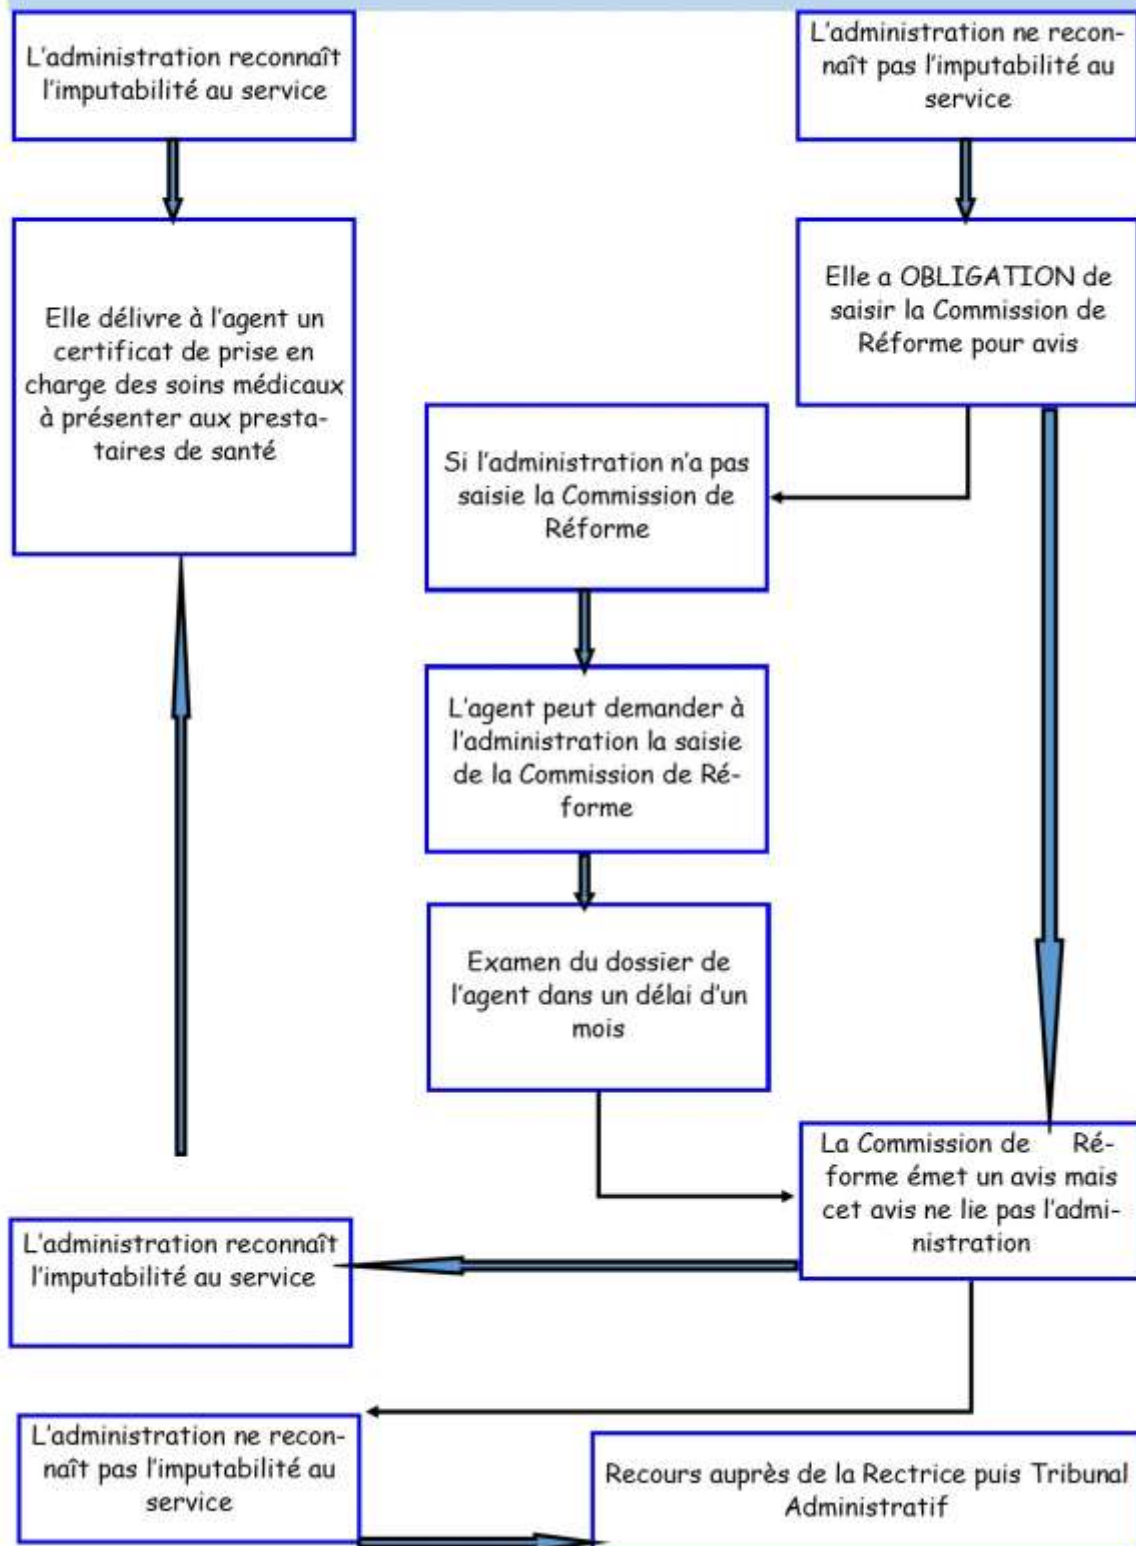 L'administration reconnaît
l'imputabilité au service
L'administration ne recon-
naît pas l'imputabilité au
service
Elle délivre à l'agent un
certificat de prise en
charge des soins médicaux
à présenter aux presta-
taires de santé
Elle a OBLIGATION de
saisir la Commission de
Réforme pour avis
Si l'administration n'a pas
saisie la Commission de
Réforme
L'agent peut demander à
l'administration la saisie
de la Commission de Ré-
forme
Examen du dossier de
l'agent dans un délai d'un
mois
La Commission de Ré-
forme émet un avis mais
cet avis ne lie pas l'admi-
nistration
L'administration reconnaît
l'imputabilité au service
L'administration ne recon-
naît pas l'imputabilité au
service
Recours auprès de la Rectrice puis Tribunal
Administratif